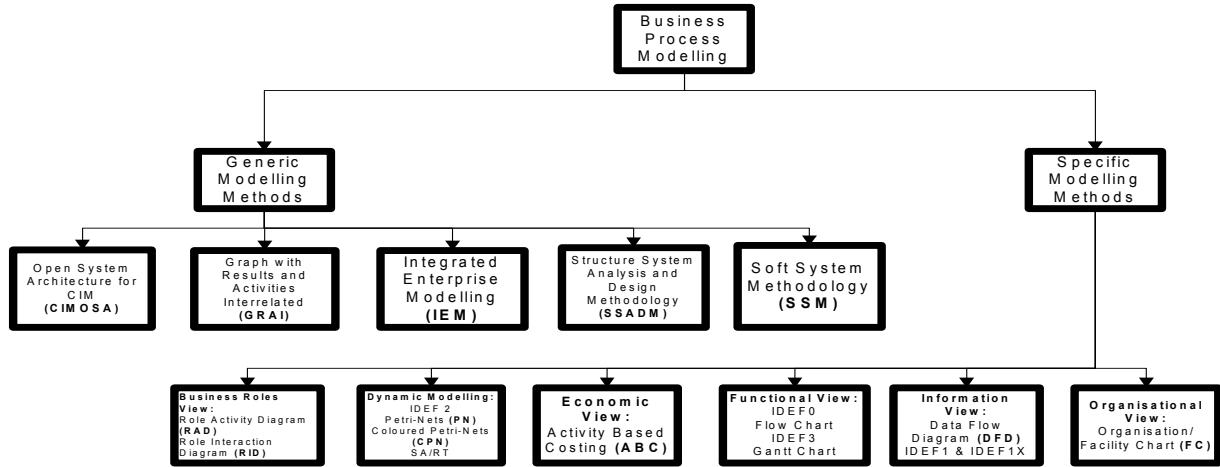 Business
Process
Modelling
Generic
Modelling
Methods
Specific
Modelling
Methods
Open System
Architecture for
CIM
(CIMOSA)
Graph with
Results and
Activities
Interrelated
(GRAI)
Integrated
Enterprise
Modelling
(IEM)
Structure System
Analysis and
Design
Methodology
(SSADM)
Soft System
Methodology
(SSM)
Business Roles
View:
Role Activity Diagram
(RAD)
Role Interaction
Diagram (RID)
Dynamic Modelling:
IDEF 2
Petri-Nets (PN)
Coloured Petri-Nets
(CPN)
SA/RT
Economic
View:
Activity Based
Costing (ABC)
Functional View:
IDEF0
Flow Chart
IDEF3
Gantt Chart
Information
View:
Data Flow
Diagram (DFD)
IDEF1 & IDEF1X
Organisational
View:
Organisation/
Facility Chart (FC)